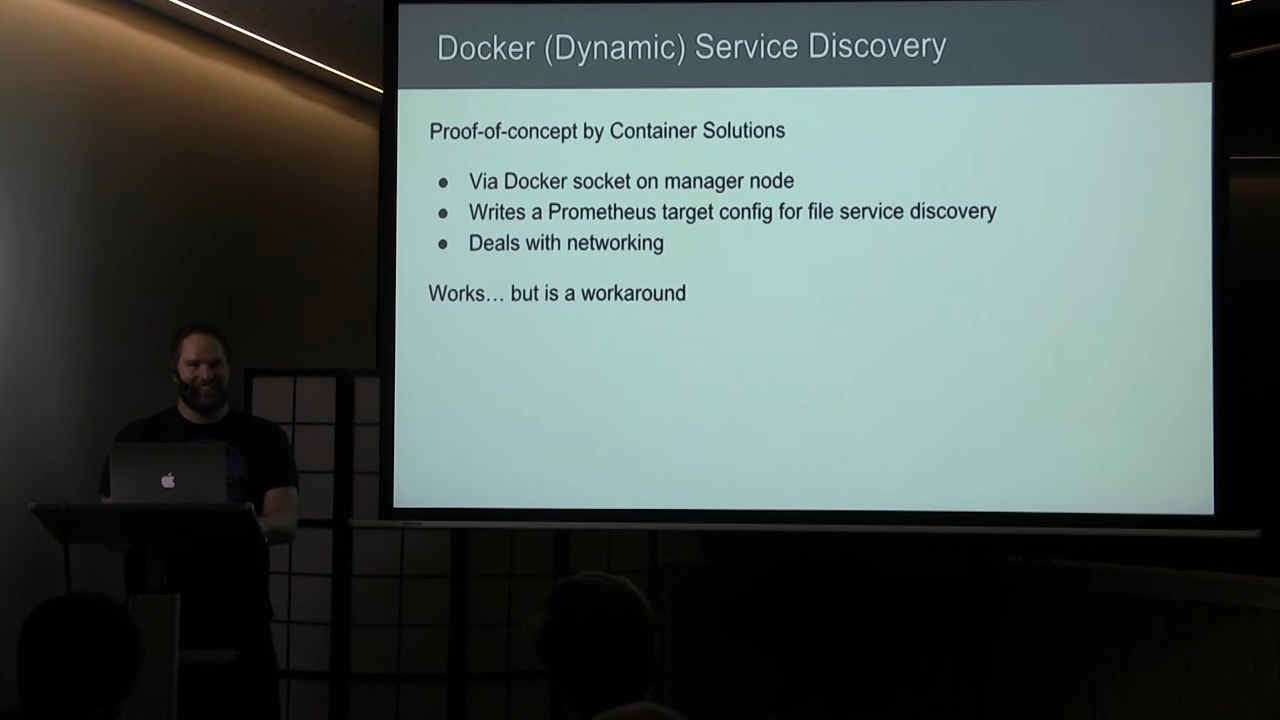 Docker (Dynamic) Service Discovery
Proof-of-concept by Container Solutions
● Via Docker socket on manager node
● Writes a Prometheus target config for file service discovery
● Deals with networking
Works… but is a workaround